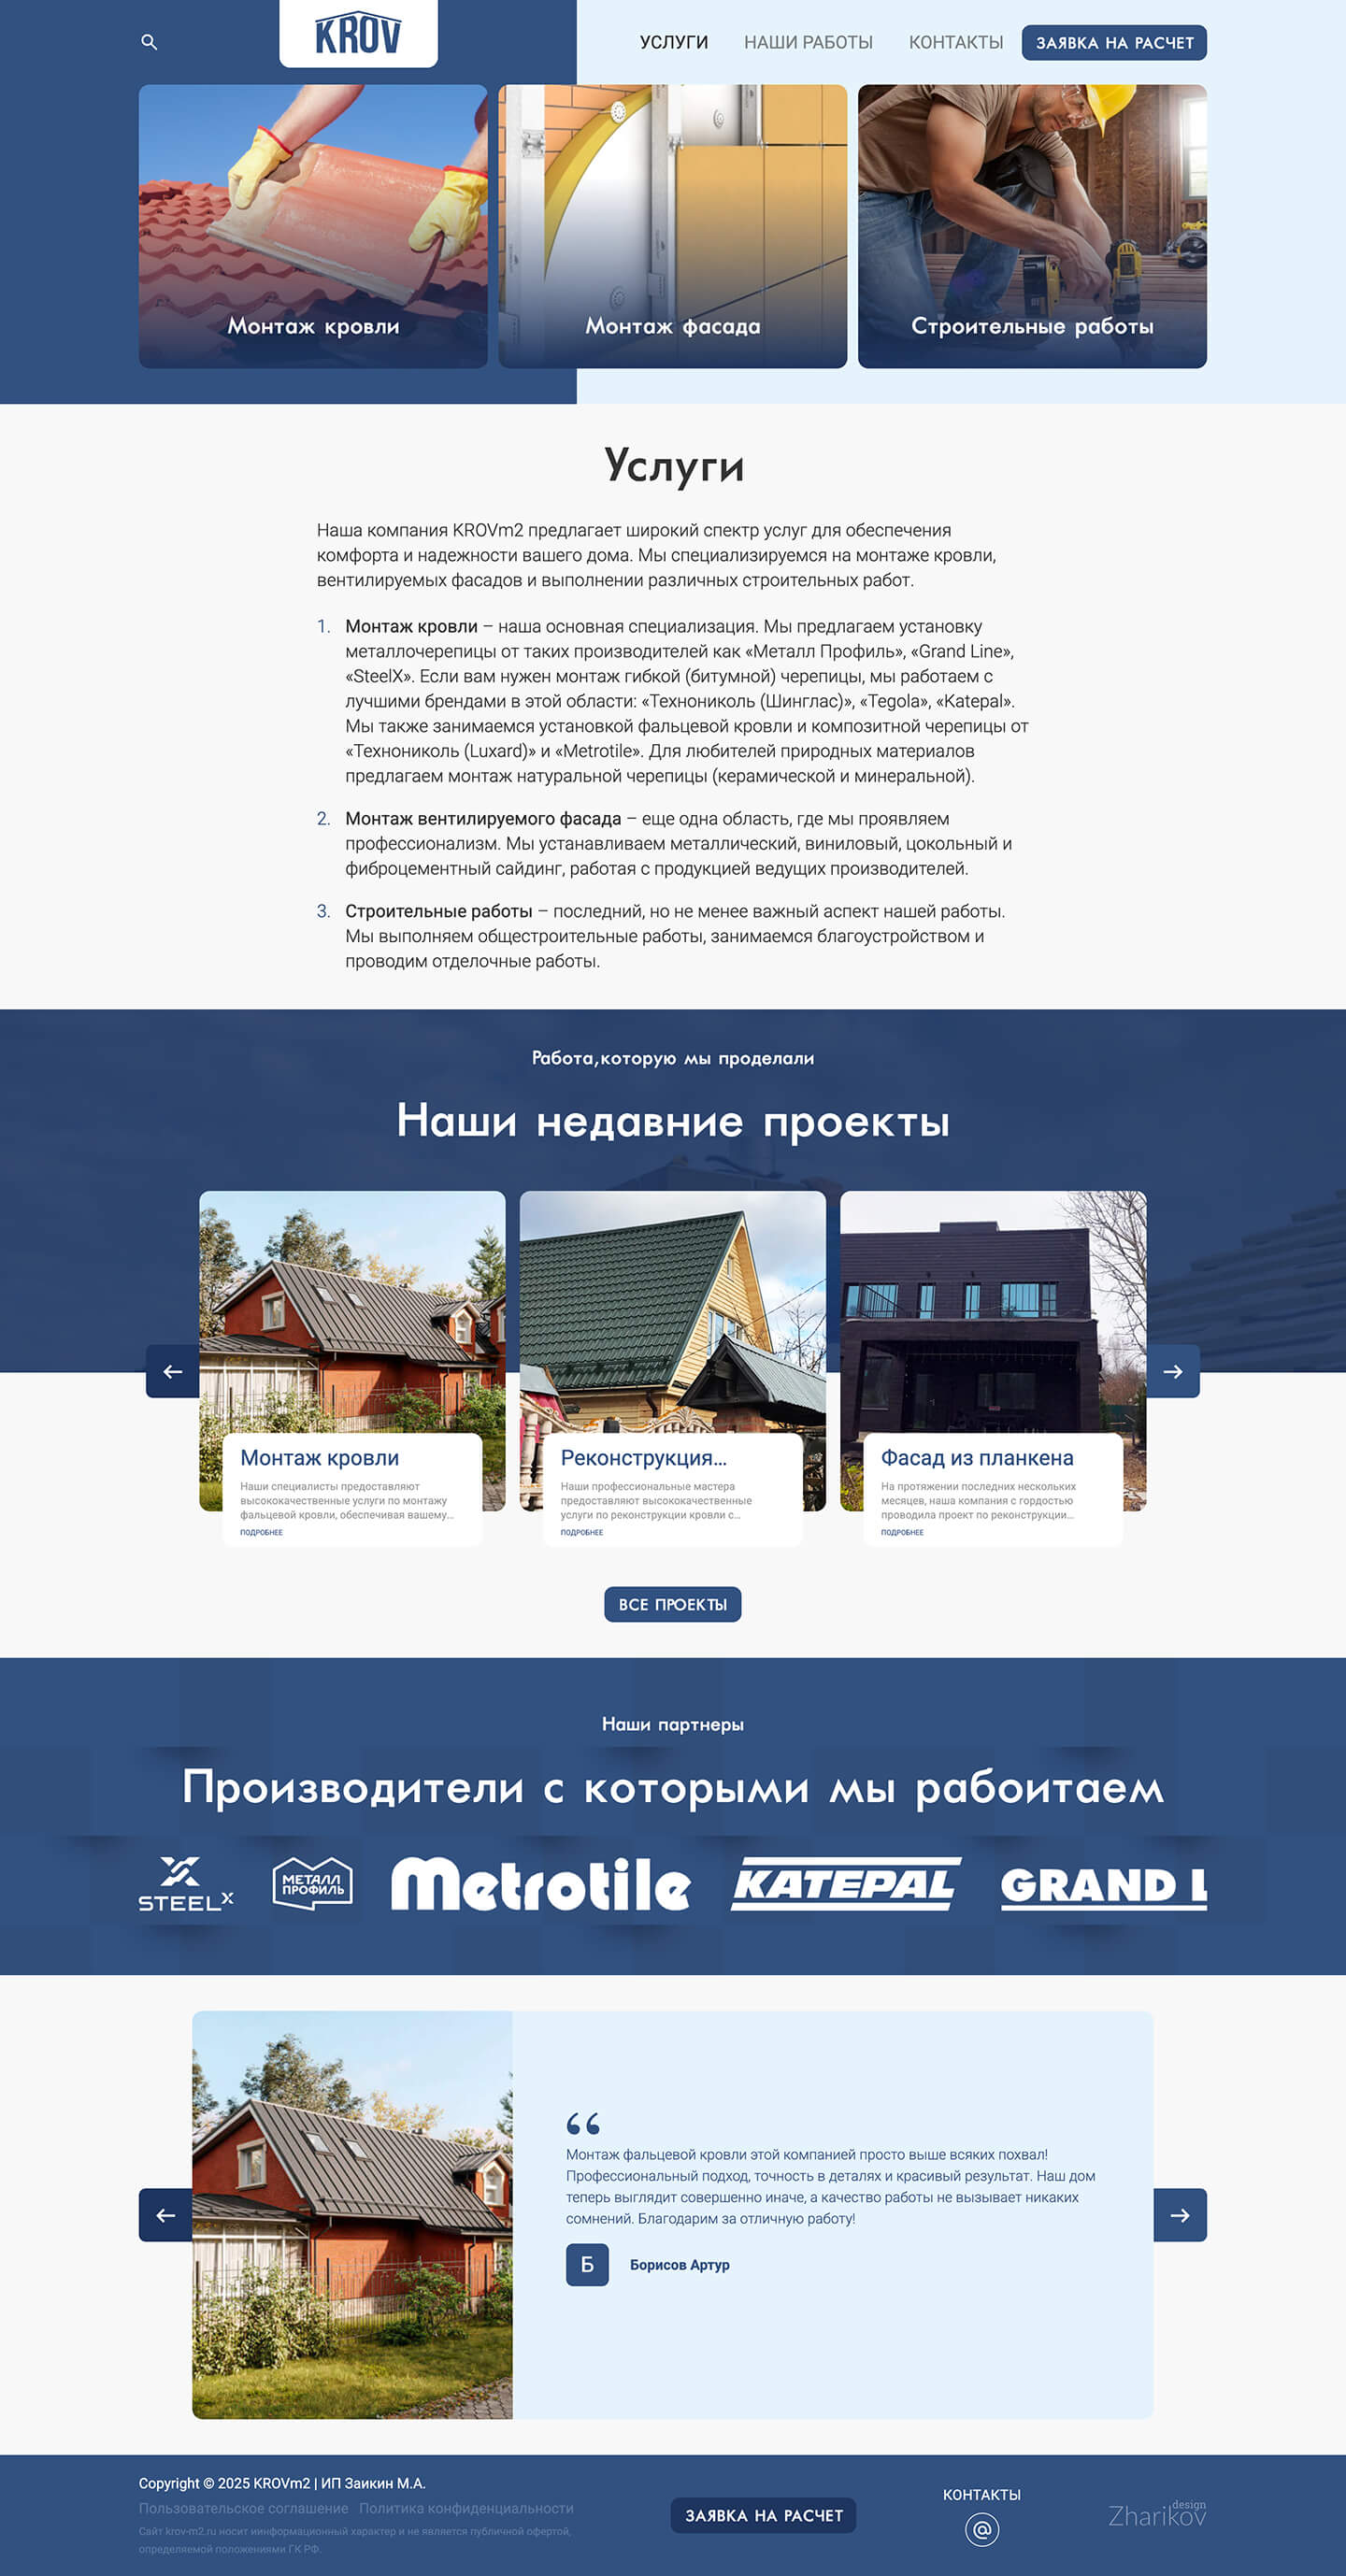 KROV
УСЛУГИ
НАШИ РАБОТЫ
КОНТАКТЫ
ЗАЯВКА НА РАСЧЕТ
Монтаж кровли
Монтаж фасада
Строительные работы
Услуги
Наша компания KROVm2 предлагает широкий спектр услуг для обеспечения
комфорта и надежности вашего дома. Мы специализируемся на монтаже кровли,
вентилируемых фасадов и выполнении различных строительных работ.
1. Монтаж кровли – наша основная специализация. Мы предлагаем установку
металлочерепицы от таких производителей как «Металл Профиль», «Grand Line»,
«SteelX». Если вам нужен монтаж гибкой (битумной) черепицы, мы работаем с
лучшими брендами в этой области: «Технониколь (Шинглас)», «Tegola», «Katepal».
Мы также занимаемся установкой фальцевой кровли и композитной черепицы от
«Технониколь (Luxard)» и «Metrotile». Для любителей природных материалов
предлагаем монтаж натуральной черепицы (керамической и минеральной).
2. Монтаж вентилируемого фасада – еще одна область, где мы проявляем
профессионализм. Мы устанавливаем металлический, виниловый, цокольный и
фиброцементный сайдинг, работая с продукцией ведущих производителей.
3. Строительные работы – последний, но не менее важный аспект нашей работы.
Мы выполняем общестроительные работы, занимаемся благоустройством и
проводим отделочные работы.
Работа,которую мы проделали
Наши недавние проекты
Монтаж кровли
Наши специалисты предоставляют
высококачественные услуги по монтажу
фальцевой кровли, обеспечивая вашему...
ПОДРОБНЕЕ
Реконструкция...
Наши профессиональные мастера
предоставляют высококачественные
услуги по реконструкции кровли с...
ПОДРОБНЕЕ
Фасад из планкена
На протяжении последних нескольких
месяцев, наша компания с гордостью
проводила проект по реконструкции...
ПОДРОБНЕЕ
ВСЕ ПРОЕКТЫ
Наши партнеры
Производители с которыми мы рабоитаем
STEELX
МЕТАЛЛ
ПРОФИЛЬ
Metrotile
KATEPAL
GRAND L
“
Монтаж фальцевой кровли этой компанией просто выше всяких похвал!
Профессиональный подход, точность в деталях и красивый результат. Наш дом
теперь выглядит совершенно иначе, а качество работы не вызывает никаких
сомнений. Благодарим за отличную работу!
Б
Борисов Артур
Copyright © 2025 KROVm2 | ИП Заикин М.А.
Пользовательское соглашение Политика конфиденциальности
Сайт krov-m2.ru носит иинформационный характер и не является публичной офертой,
определяемой положениями ГК РФ.
ЗАЯВКА НА РАСЧЕТ
КОНТАКТЫ
@
design
Zharikov